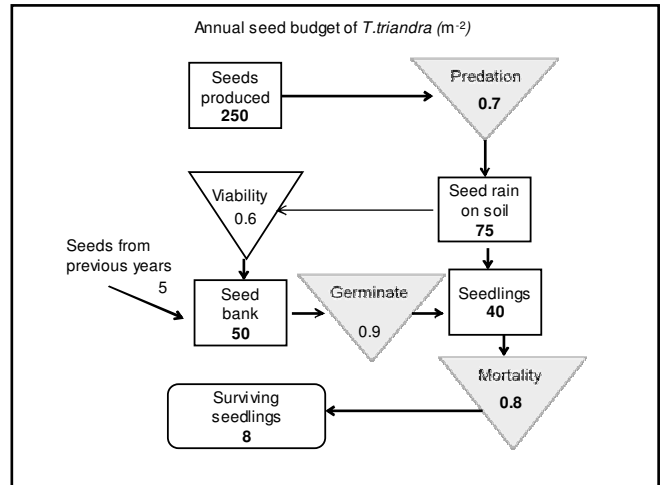 Annual seed budget of T.triandra (m-2)
Seeds
produced
250
Predation
0.7
Seed rain
on soil
75
Viability
0.6
Seeds from
previous years
5
Seed
bank
50
Germinate
0.9
Seedlings
40
Mortality
0.8
Surviving
seedlings
8